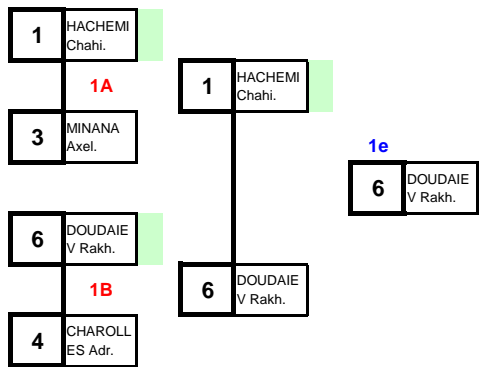 1
HACHEMI
Chahi.
1A
3
MINANA
Axel.
6
DOUDAIE
V Rakh.
1B
4
CHAROLL
ES Adr.
1
HACHEMI
Chahi.
6
DOUDAIE
V Rakh.
1e
6
DOUDAIE
V Rakh.